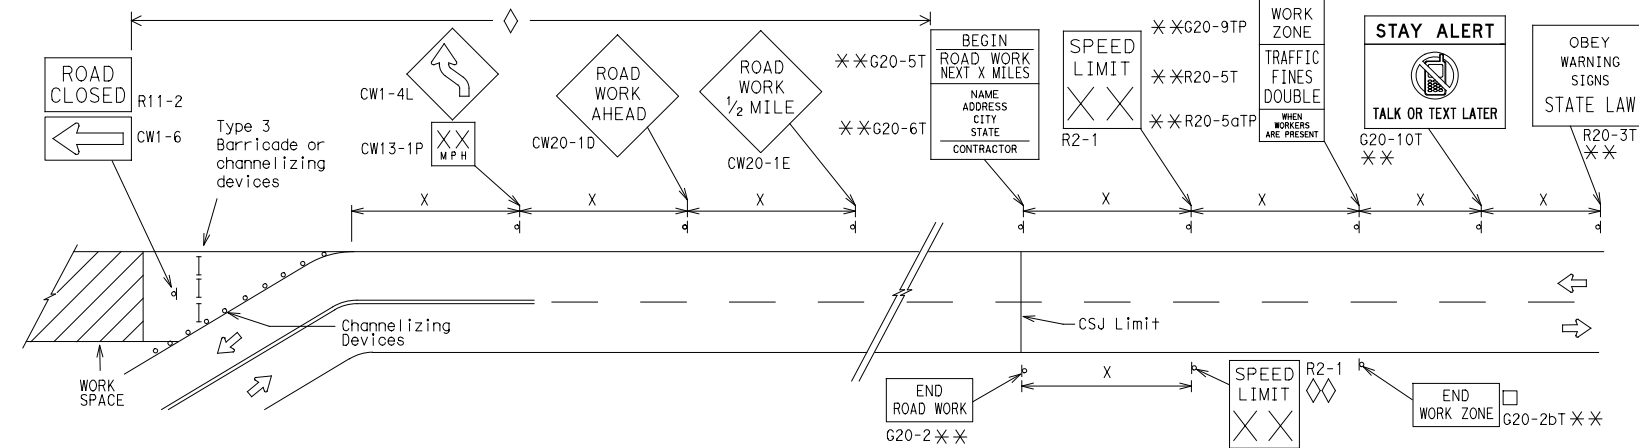 ROAD
CLOSED
R11-2
CW1-6
Type 3
Barricade or
channelizing
devices
CW1-4L
XX
MPH
CW13-1P
ROAD
WORK
AHEAD
CW20-1D
ROAD
WORK
1/2 MILE
CW20-1E
**G20-5T
**G20-6T
BEGIN
ROAD WORK
NEXT X MILES
NAME
ADDRESS
CITY
STATE
CONTRACTOR
SPEED
LIMIT
XX
R2-1
**G20-9TP
**R20-5T
**R20-5aTP
WORK
ZONE
TRAFFIC
FINES
DOUBLE
WHEN
WORKERS
ARE PRESENT
STAY ALERT
TALK OR TEXT LATER
G20-10T
**
OBEY
WARNING
SIGNS
STATE LAW
R20-3T
**
X X X X X X X
Channelizing
Devices
CSJ Limit
WORK
SPACE
END
ROAD WORK
G20-2**
X
SPEED
LIMIT
XX
R2-1
END
WORK ZONE
G20-2bT**